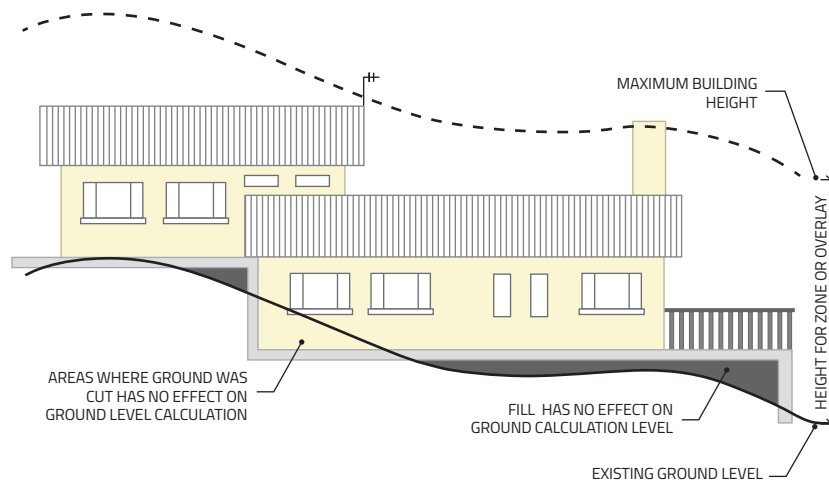 MAXIMUM BUILDING
HEIGHT
HEIGHT FOR ZONE OR OVERLAY
AREAS WHERE GROUND WAS
CUT HAS NO EFFECT ON
GROUND LEVEL CALCULATION
FILL HAS NO EFFECT ON
GROUND CALCULATION LEVEL
EXISTING GROUND LEVEL